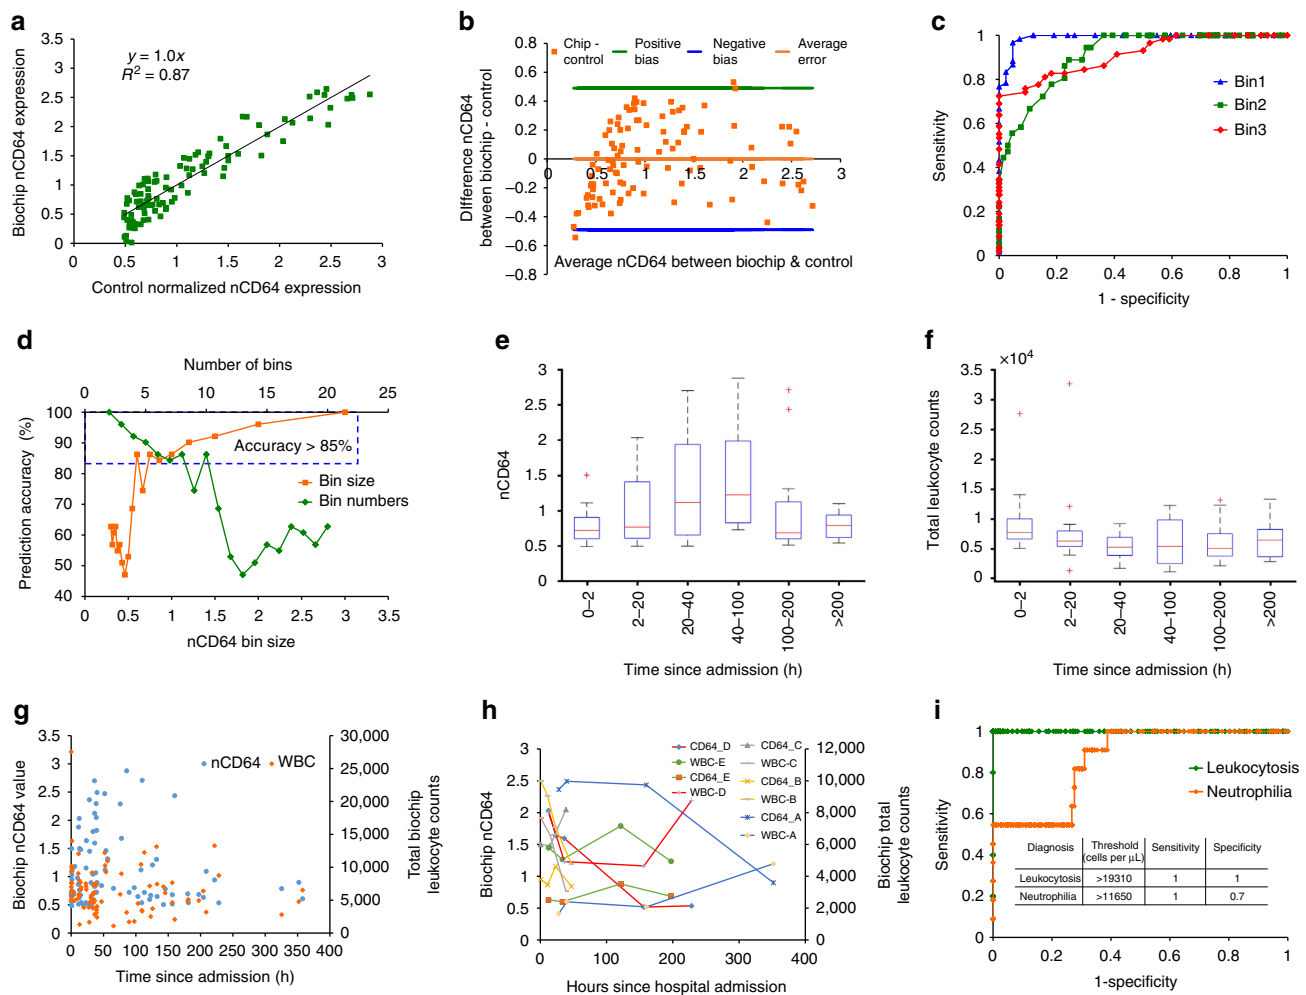 a
y = 1.0x
R² = 0.87
3.5
3
2.5
2
1.5
1
0.5
0
0 0.5 1 1.5 2 2.5 3
Biochip nCD64 expression
Control normalized nCD64 expression
b
Chip - control
Positive bias
Negative bias
Average error
0.8
0.6
0.4
0.2
0
–0.2
–0.4
–0.6
–0.8
0 0.5 1 1.5 2 2.5 3
DIfference nCD64 between biochip - control
Average nCD64 between biochip & control
c
1
0.8
0.6
0.4
0.2
0
0 0.2 0.4 0.6 0.8 1
Bin1
Bin2
Bin3
Sensitivity
1 - specificity
d
Number of bins
0 5 10 15 20 25
100
90
80
70
60
50
40
Accuracy > 85%
Bin size
Bin numbers
0 0.5 1 1.5 2 2.5 3 3.5
Prediction accuracy (%)
nCD64 bin size
e
3
2.5
2
1.5
1
0.5
0
nCD64
0–2
2–20
20–40
40–100
100–200
>200
Time since admission (h)
f
×10⁴
3.5
3.0
2.5
2.0
1.5
1.0
0.5
0
Total leukocyte counts
0–2
2–20
20–40
40–100
100–200
>200
Time since admission (h)
g
3.5
3
2.5
2
1.5
1
0.5
0
nCD64
WBC
30,000
25,000
20,000
15,000
10,000
5,000
0
0 50 100 150 200 250 300 350 400
Biochip nCD64 value
Total biochip leukocyte counts
Time since admission (h)
h
3
2.5
2
1.5
1
0.5
0
CD64_D
WBC-E
CD64_E
WBC-D
CD64_C
WBC-C
CD64_B
WBC-B
CD64_A
WBC-A
12,000
10,000
8,000
6,000
4,000
2,000
0
0 100 200 300 400
Biochip nCD64
Biochip total leukocyte counts
Hours since hospital admission
i
1
0.8
0.6
0.4
0.2
0
0 0.2 0.4 0.6 0.8 1
Leukocytosis
Neutrophilia
Diagnosis Threshold (cells per µL) Sensitivity Specificity
Leukocytosis >19310 1 1
Neutrophilia >11650 1 0.7
Sensitivity
1-specificity